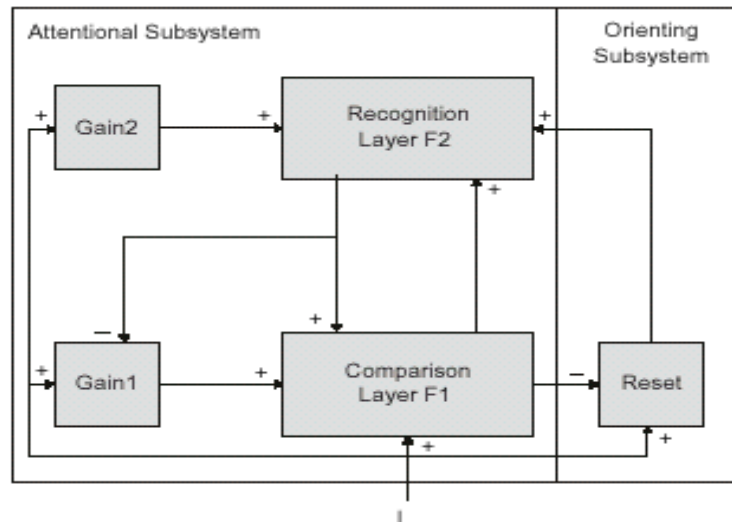 Attentional Subsystem
Orienting
Subsystem
+
Gain2
+
Recognition
Layer F2
+
+
−
+
+
Gain1
+
Comparison
Layer F1
−
Reset
+
+
I